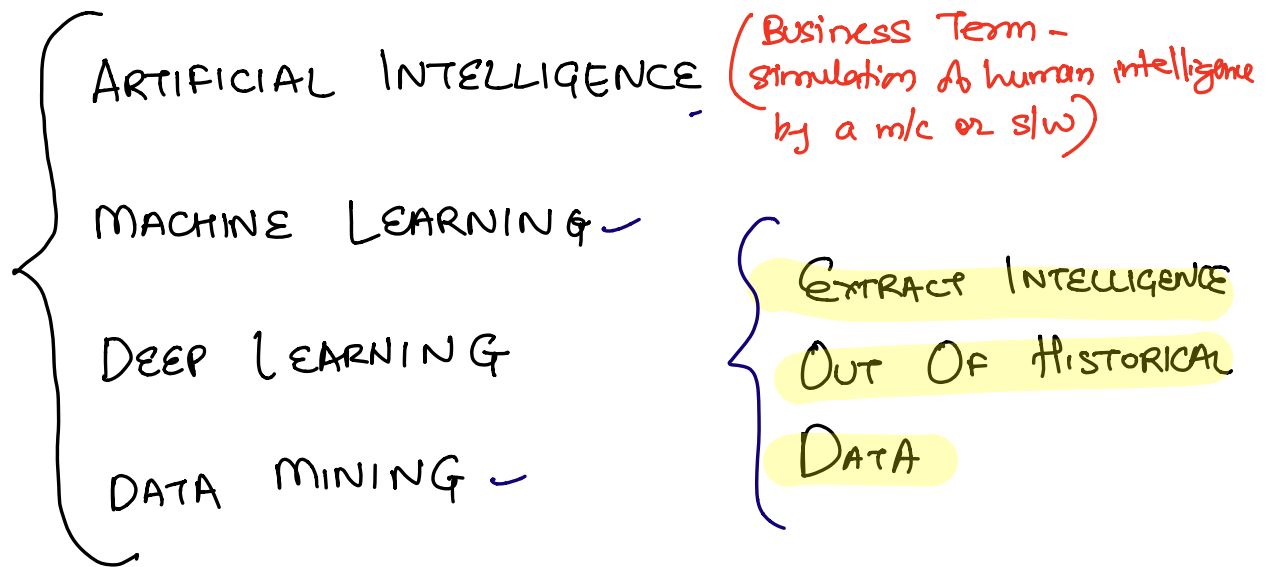 ARTIFICIAL INTELLIGENCE
(Business Term -
simulation of human intelligence
by a m/c or s/w)
MACHINE LEARNING
DEEP LEARNING
DATA MINING
EXTRACT INTELLIGENCE
OUT OF HISTORICAL
DATA